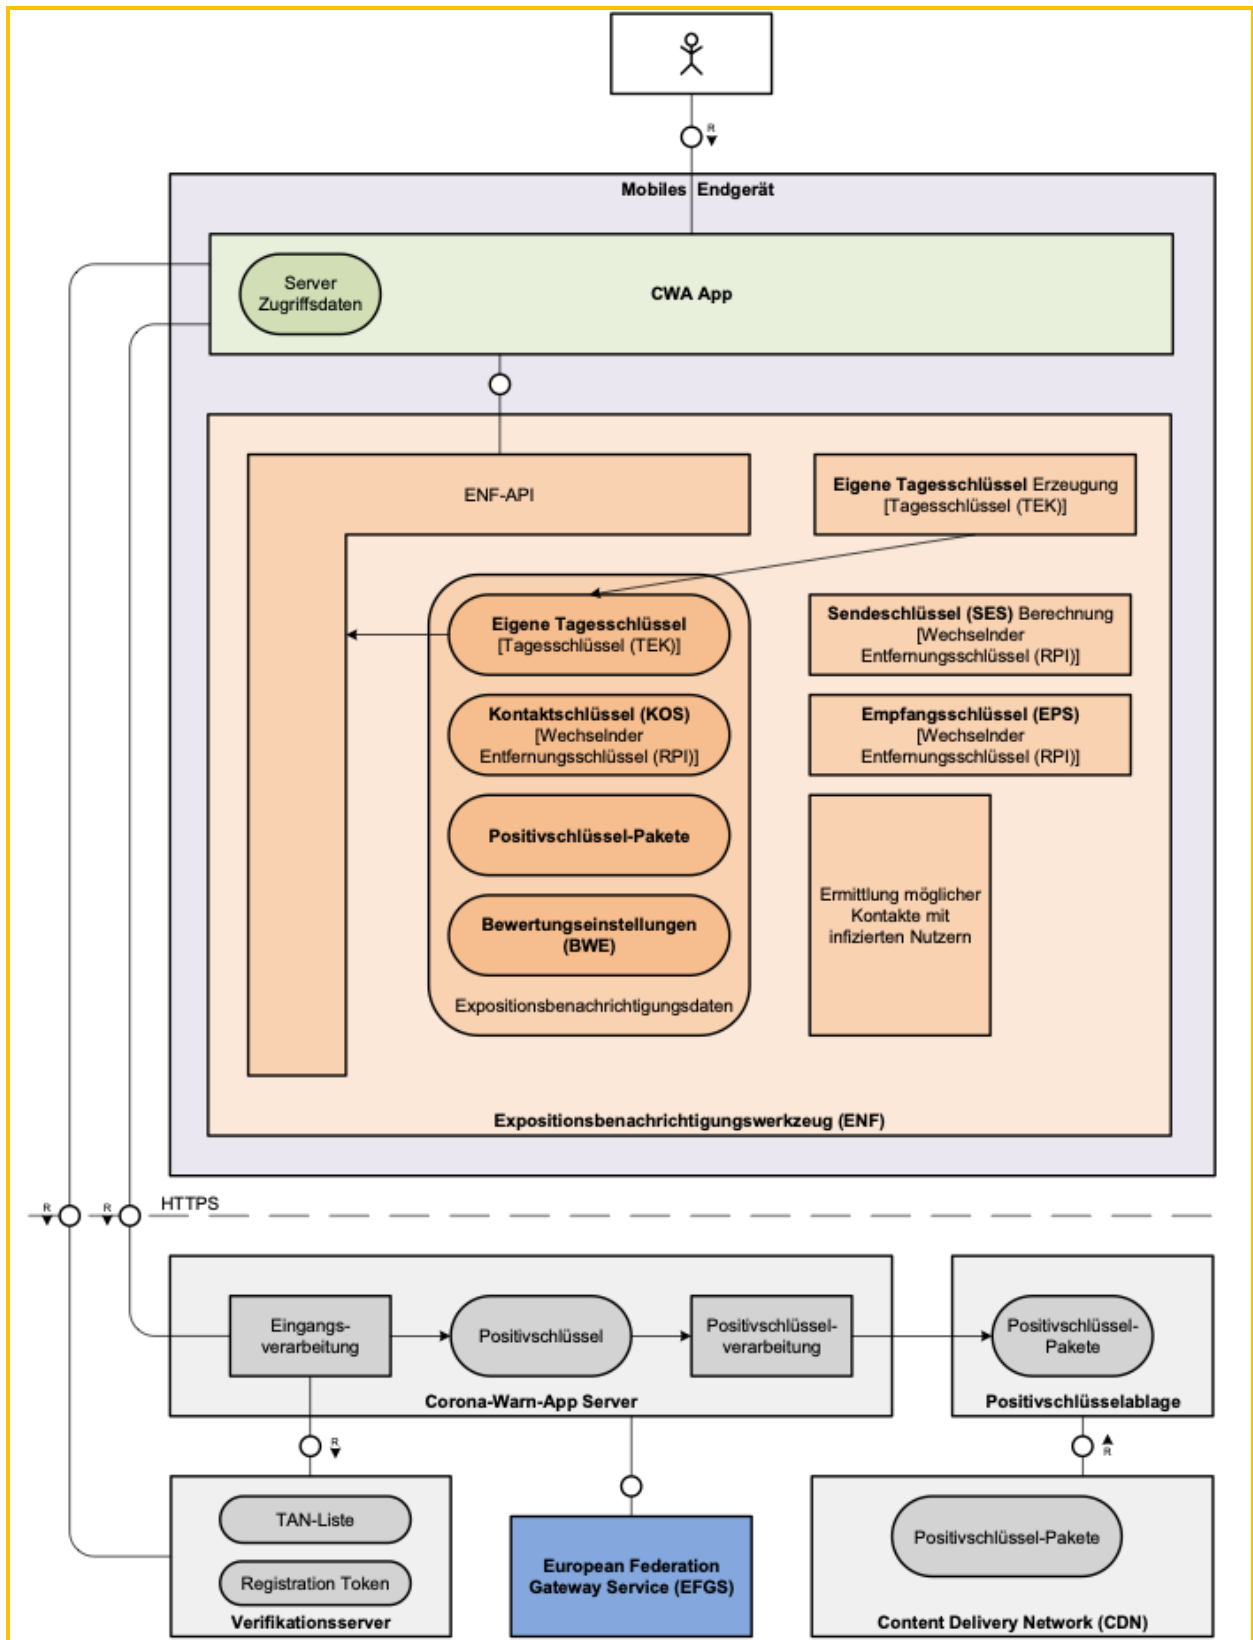 R
Mobiles Endgerät
Server
Zugriffsdaten
CWA App
ENF-API
Eigene Tagesschlüssel Erzeugung
[Tagesschlüssel (TEK)]
Eigene Tagesschlüssel
[Tagesschlüssel (TEK)]
Sendeschlüssel (SES) Berechnung
[Wechselnder
Entfernungsschlüssel (RPI)]
Kontaktschlüssel (KOS)
[Wechselnder
Entfernungsschlüssel (RPI)]
Empfangsschlüssel (EPS)
[Wechselnder
Entfernungsschlüssel (RPI)]
Positivschlüssel-Pakete
Ermittlung möglicher
Kontakte mit
infizierten Nutzern
Bewertungseinstellungen
(BWE)
Expositionsbenachrichtigungsdaten
Expositionsbenachrichtigungswerkzeug (ENF)
R
R
HTTPS
Eingangs-
verarbeitung
Positivschlüssel
Positivschlüssel-
verarbeitung
Positivschlüssel-
Pakete
Corona-Warn-App Server
Positivschlüsselablage
R
R
TAN-Liste
Registration Token
Verifikationsserver
European Federation
Gateway Service (EFGS)
Positivschlüssel-Pakete
Content Delivery Network (CDN)